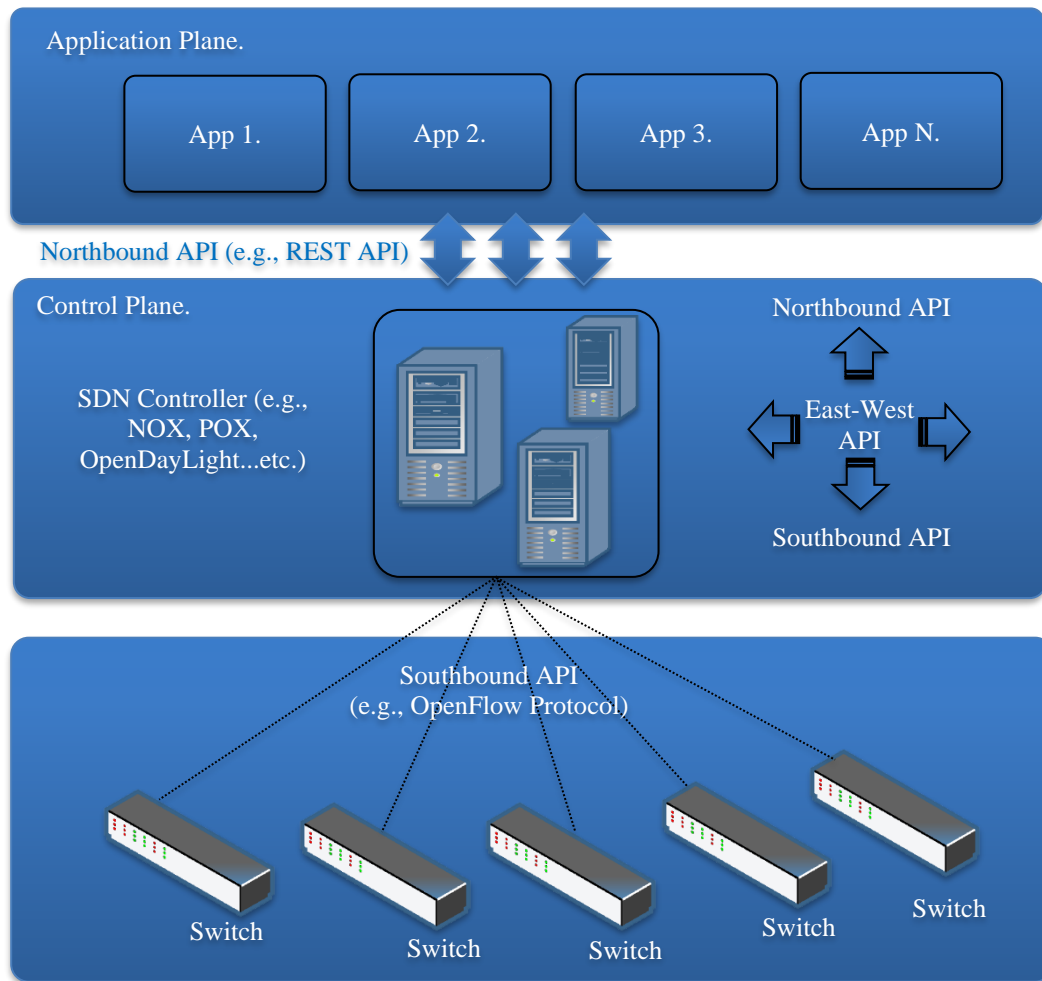 Application Plane.
App 1.
App 2.
App 3.
App N.
Northbound API (e.g., REST API)
Control Plane.
SDN Controller (e.g.,
NOX, POX,
OpenDayLight...etc.)
Northbound API
East-West
API
Southbound API
Southbound API
(e.g., OpenFlow Protocol)
Switch
Switch
Switch
Switch
Switch